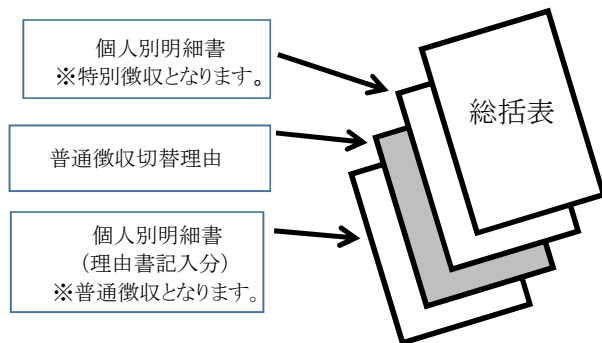 個人別明細書
※特別徴収となります。
総括表
普通徴収切替理由
個人別明細書
(理由書記入分)
※普通徴収となります。